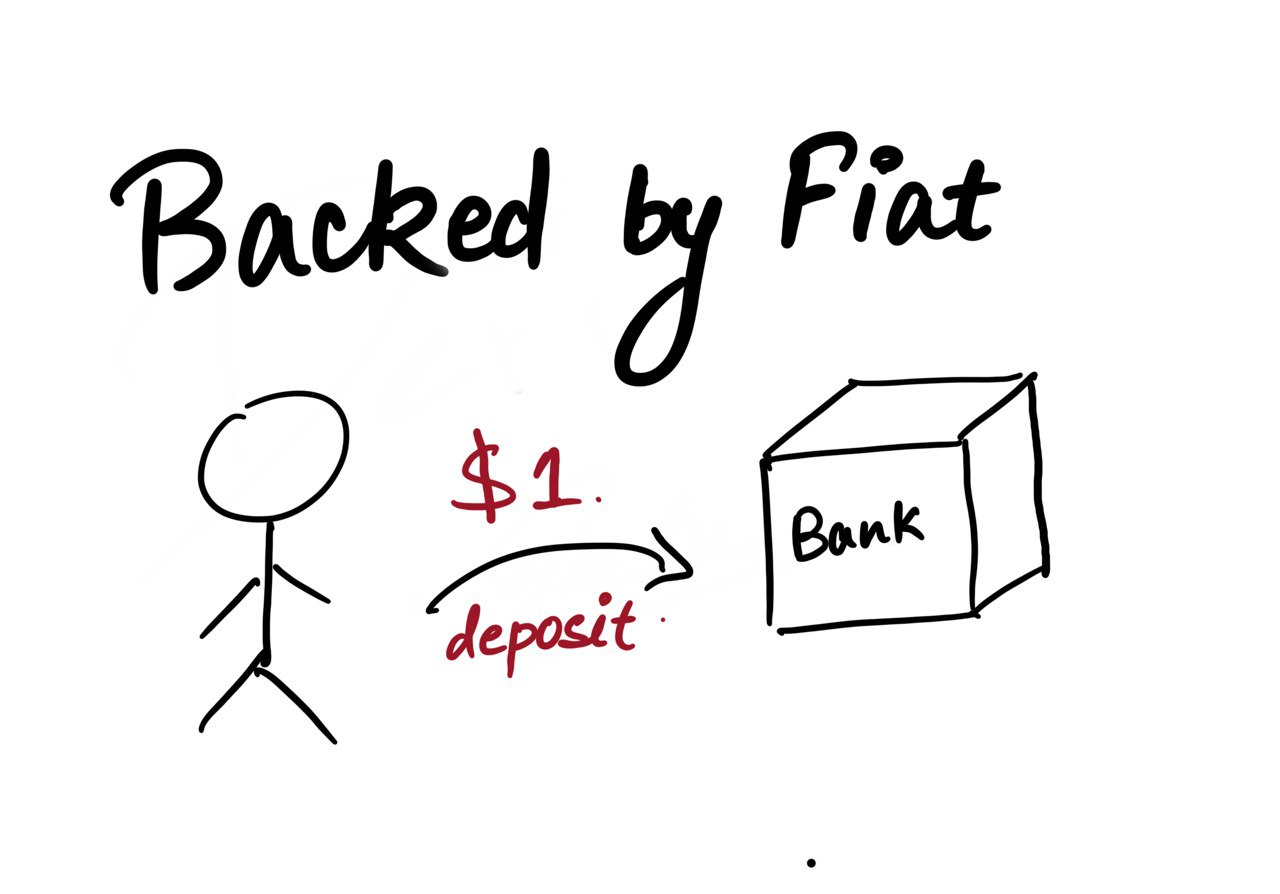 Backed by Fiat
$1.
deposit
Bank